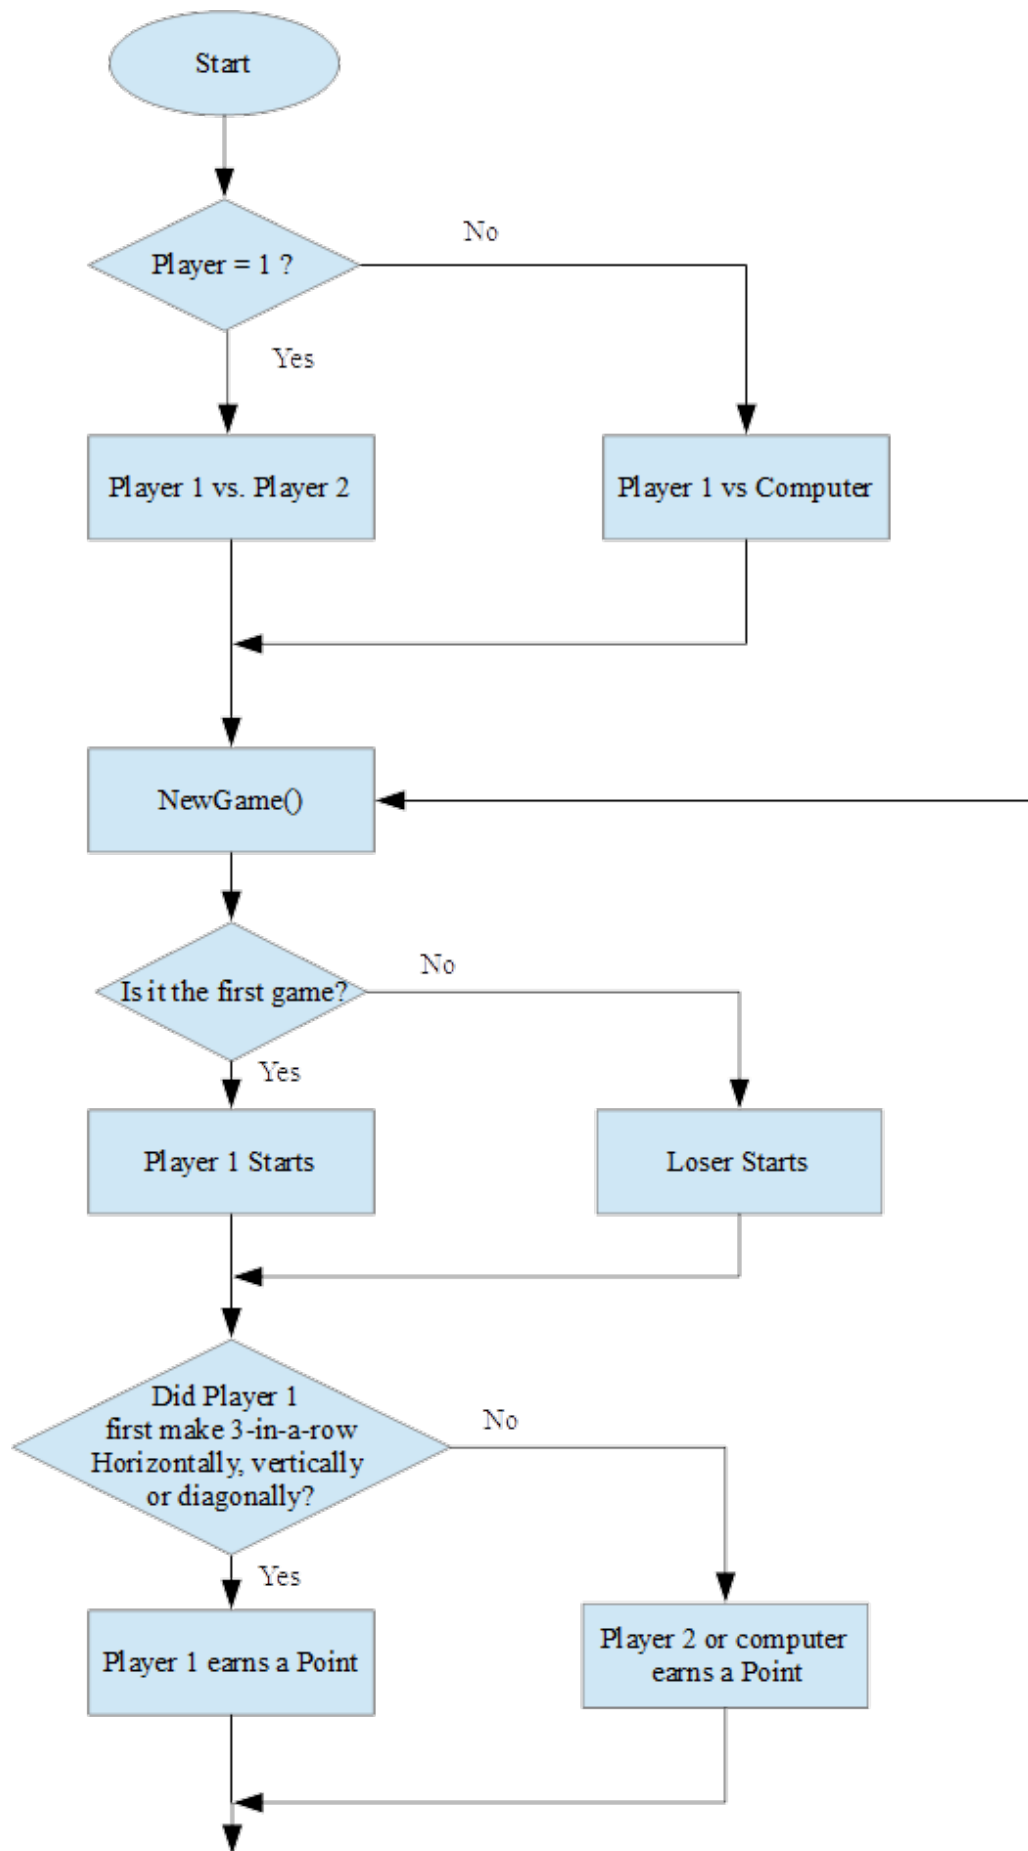 Start
Player = 1 ?
No
Yes
Player 1 vs. Player 2
Player 1 vs Computer
NewGame()
Is it the first game?
No
Yes
Player 1 Starts
Loser Starts
Did Player 1
first make 3-in-a-row
Horizontally, vertically
or diagonally?
No
Yes
Player 1 earns a Point
Player 2 or computer
earns a Point